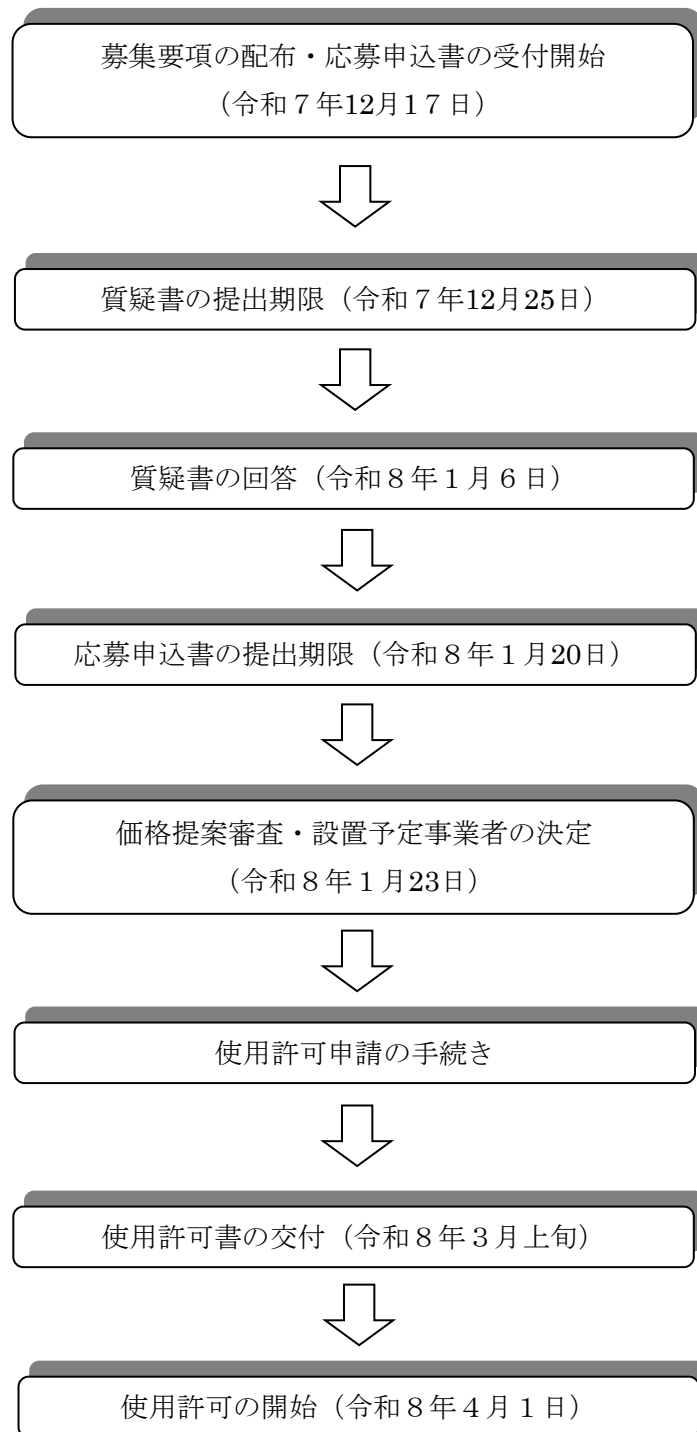 募集要項の配布・応募申込書の受付開始
（令和７年12月１７日）
質疑書の提出期限（令和７年12月25日）
質疑書の回答（令和８年１月６日）
応募申込書の提出期限（令和８年１月20日）
価格提案審査・設置予定事業者の決定
（令和８年１月23日）
使用許可申請の手続き
使用許可書の交付（令和８年３月上旬）
使用許可の開始（令和８年４月１日）